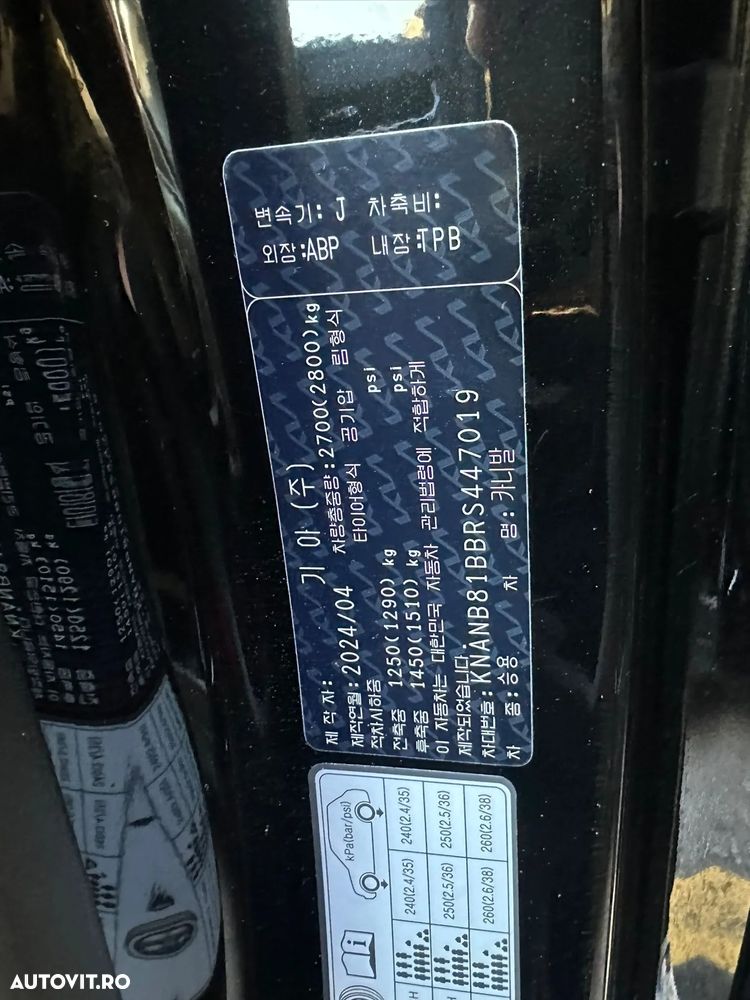 변속기: J 차축비:
외장:ABP 내장:TPB
제 작 자: 기 아 (주)
제작연월:2024/04 차량총중량:2700(2800)kg
적차시하중 타이어형식 공기압 림형식
전축중 1250(1290) kg psi
후축중 1450(1510) kg psi
이 자동차는 대한민국 자동차 관리법령에 적합하게
제작되었습니다.
차대번호: KNANB81BBRS447019
차 종: 승용 차 명: 카니발
kPa(bar/psi)
240(2.4/35) 240(2.4/35)
250(2.5/36) 250(2.5/36)
260(2.6/38) 260(2.6/38)
AUTOVIT.RO